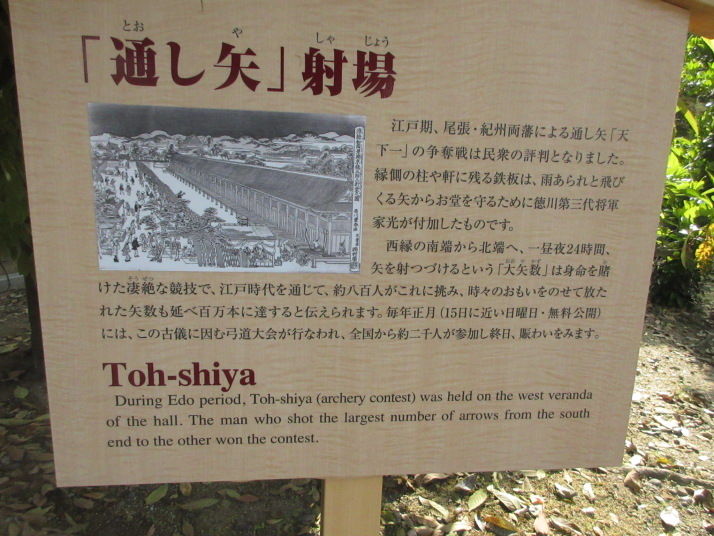 「通し矢」射場
江戸期、尾張・紀州両藩による通し矢「天
下一」の争奪戦は民衆の評判となりました。
縁側の柱や軒に残る鉄板は、雨あられと飛び
くる矢からお堂を守るために徳川第三代将軍
家光が付加したものです。
西縁の南端から北端へ、一昼夜24時間、
矢を射つづけるという「大矢数」は身命を賭
けた凄絶な競技で、江戸時代を通じて、約八百人がこれに挑み、時々のおもいをのせて放た
れた矢数も延べ百万本に達すると伝えられます。毎年正月(15日に近い日曜日・無料公開)
には、この古儀に因む弓道大会が行なわれ、全国から約二千人が参加し終日、賑わいをみます。
Toh-shiya
During Edo period, Toh-shiya (archery contest) was held on the west veranda
of the hall. The man who shot the largest number of arrows from the south
end to the other won the contest.